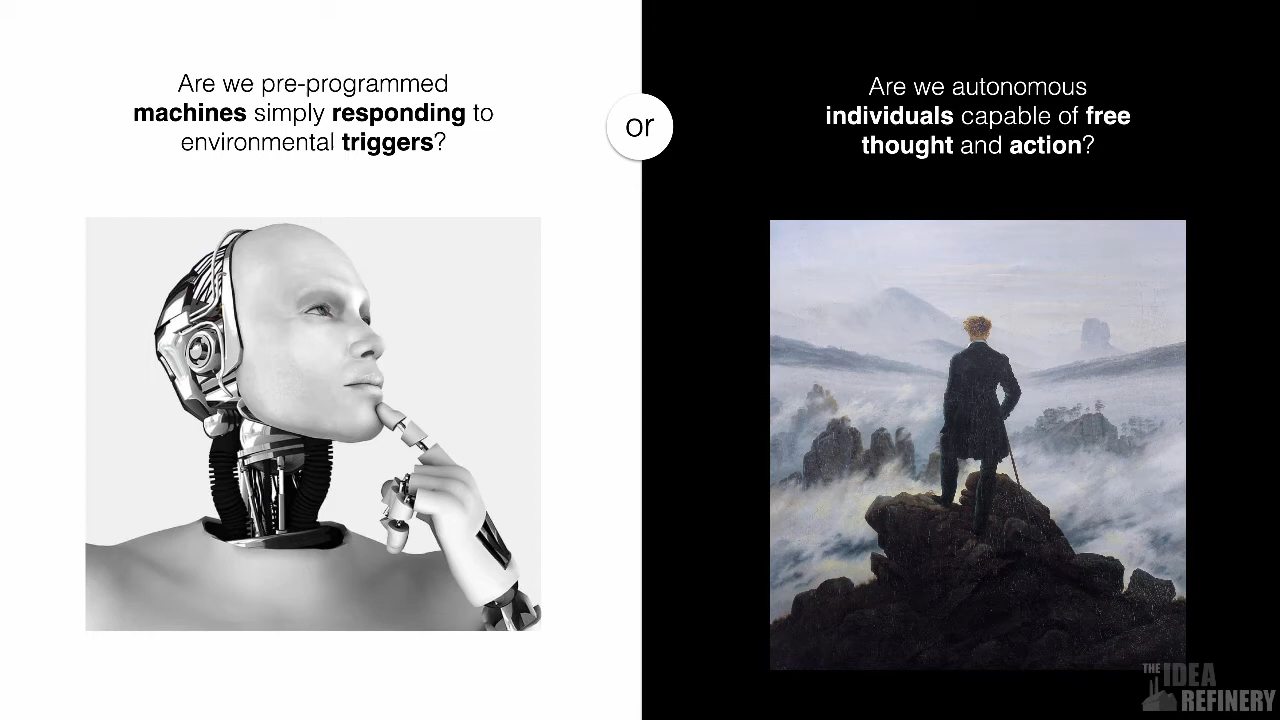 Are we pre-programmed
machines simply responding to
environmental triggers?
or
Are we autonomous
individuals capable of free
thought and action?
THE IDEA
REFINERY